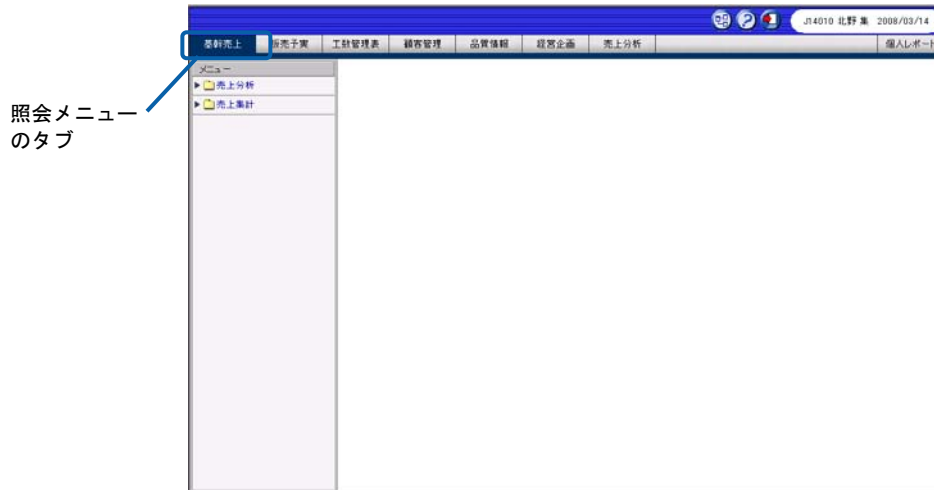 J14010 北野 集 2008/03/14
基幹売上 販売予実 工数管理表 顧客管理 品質情報 経営企画 売上分析 個人レポート
メニュー
売上分析
売上集計
照会メニュー
のタブ